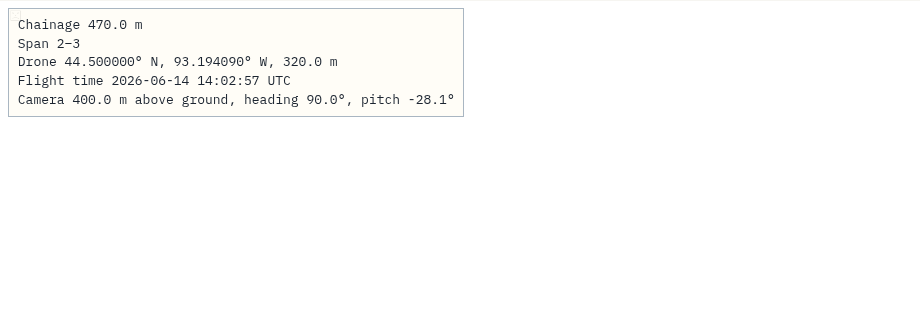 Chainage 470.0 m
Span 2–3
Drone 44.500000° N, 93.194090° W, 320.0 m
Flight time 2026-06-14 14:02:57 UTC
Camera 400.0 m above ground, heading 90.0°, pitch -28.1°